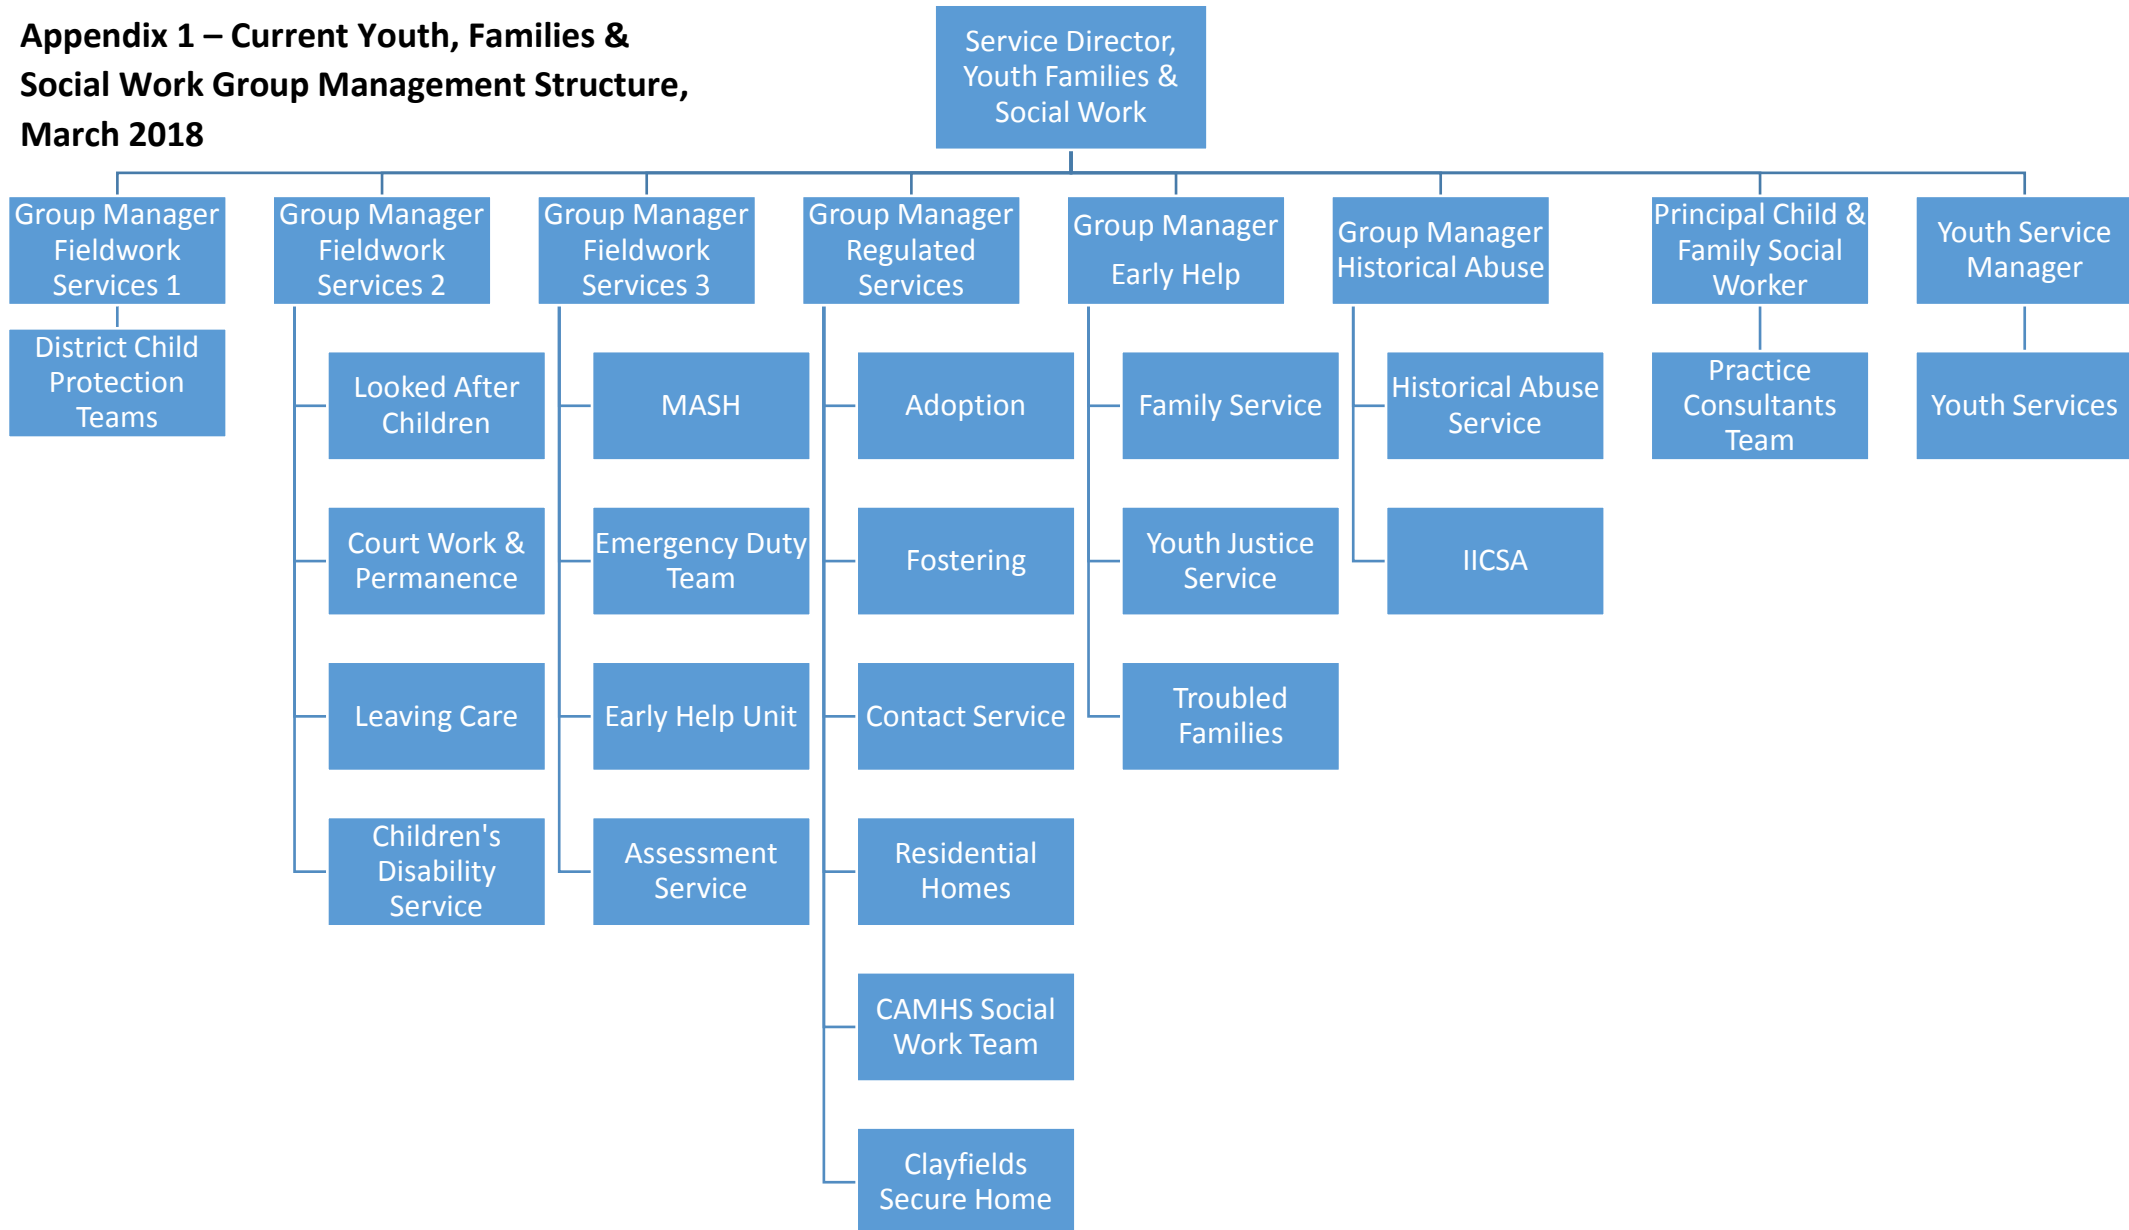 Appendix 1 – Current Youth, Families &
Social Work Group Management Structure,
March 2018
Service Director,
Youth Families &
Social Work
Group Manager
Fieldwork
Services 1
District Child
Protection
Teams
Group Manager
Fieldwork
Services 2
Looked After
Children
Court Work &
Permanence
Leaving Care
Children's
Disability
Service
Group Manager
Fieldwork
Services 3
MASH
Emergency Duty
Team
Early Help Unit
Assessment
Service
Group Manager
Regulated
Services
Adoption
Fostering
Contact Service
Residential
Homes
CAMHS Social
Work Team
Clayfields
Secure Home
Group Manager
Early Help
Family Service
Youth Justice
Service
Troubled
Families
Group Manager
Historical Abuse
Historical Abuse
Service
IICSA
Principal Child &
Family Social
Worker
Practice
Consultants
Team
Youth Service
Manager
Youth Services